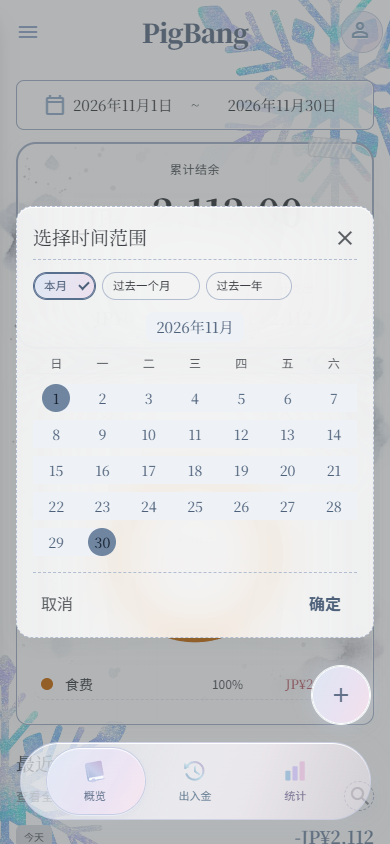 PigBang
2026年11月1日 ~ 2026年11月30日
累计结余
选择时间范围
本月 过去一个月 过去一年
2026年11月
日 一 二 三 四 五 六
1 2 3 4 5 6 7
8 9 10 11 12 13 14
15 16 17 18 19 20 21
22 23 24 25 26 27 28
29 30
取消 确定
食费 100% JP¥2
+
最近
概览 出入金 统计
今天 -JP¥2,112